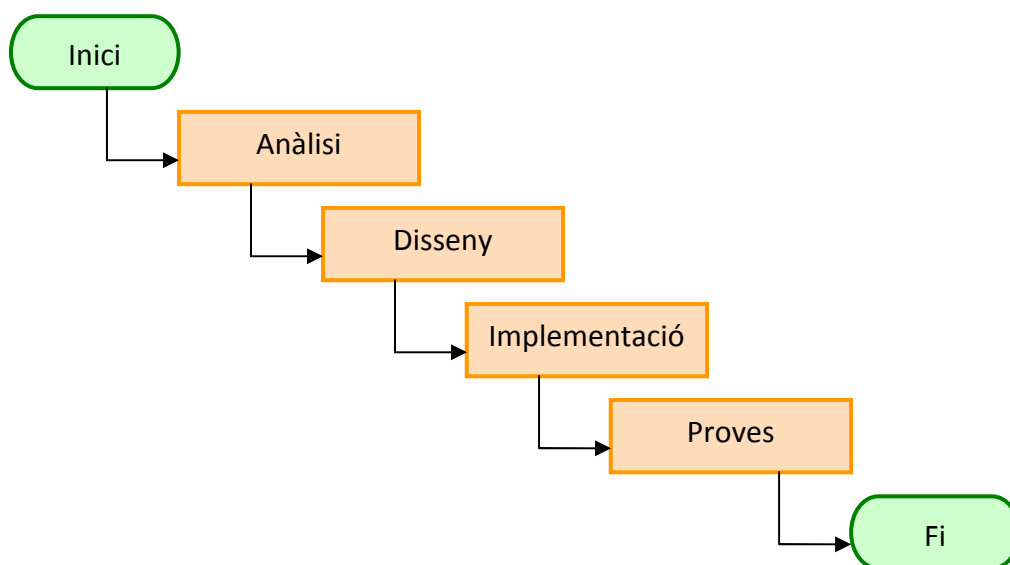 Inici
Anàlisi
Disseny
Implementació
Proves
Fi